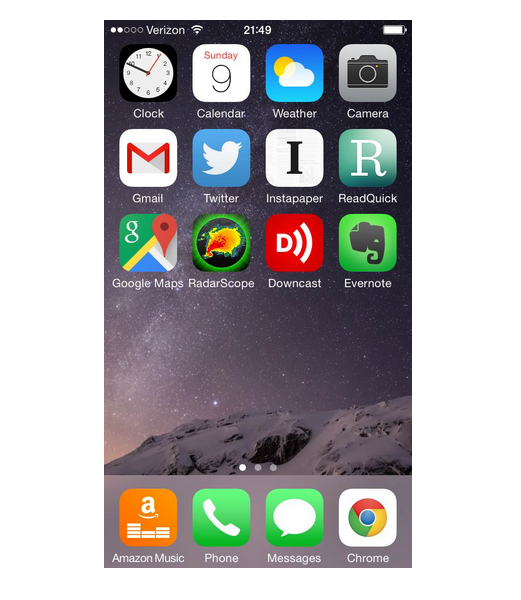 Verizon 21:49
Sunday
9
Clock Calendar Weather Camera
I R
Gmail Twitter Instapaper ReadQuick
g D
Google Maps RadarScope Downcast Evernote
a
Amazon Music Phone Messages Chrome